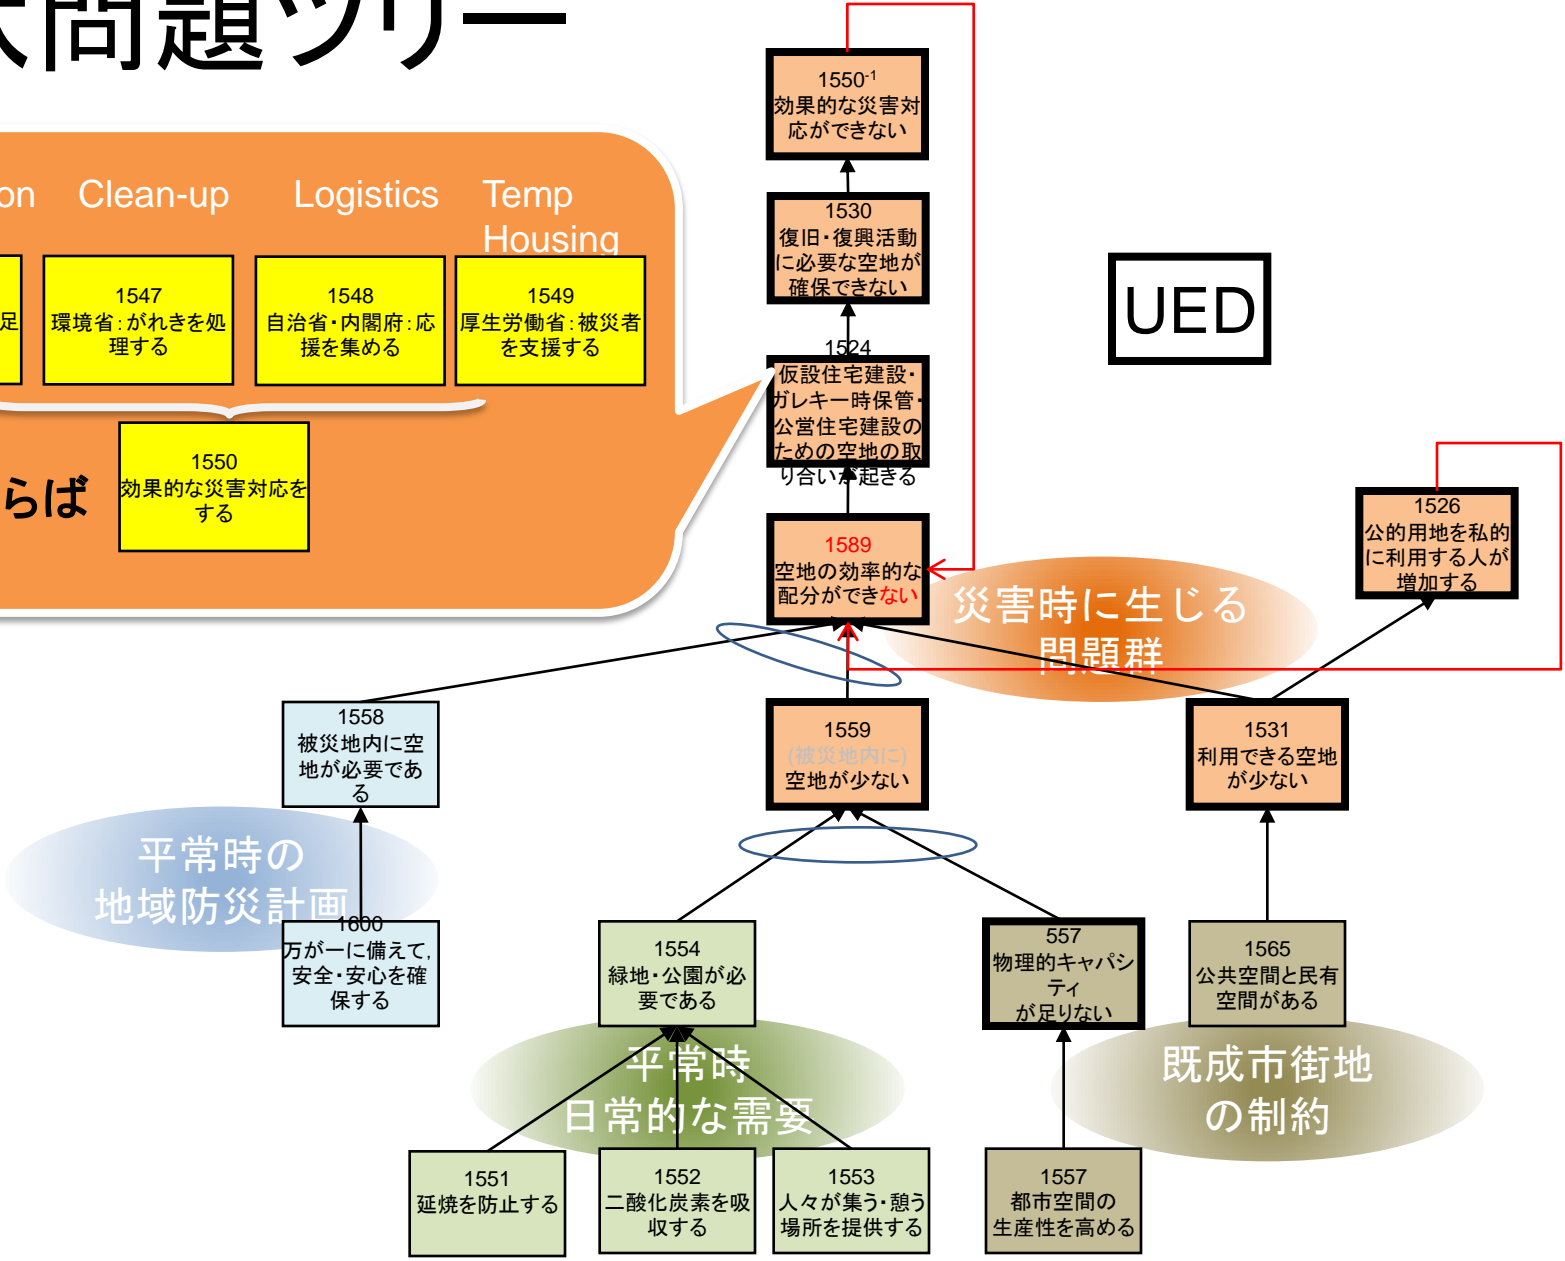 問題ツリー
1550-1
効果的な災害対
応ができない
on
Clean-up
Logistics
Temp
Housing
1530
復旧・復興活動
に必要な空地が
確保できない
UED
足
1547
環境省：がれきを処
理する
1548
自治省・内閣府：応
援を集める
1549
厚生労働省：被災者
を支援する
1524
仮設住宅建設・
ガレキ一時保管・
公営住宅建設の
ための空地の取
り合いが起きる
らば
1550
効果的な災害対応を
する
1526
公的用地を私的
に利用する人が
増加する
1589
空地の効率的な
配分ができない
災害時に生じる
問題群
1558
被災地内に空
地が必要であ
る
1559
(被災地内に)
空地が少ない
1531
利用できる空地
が少ない
平常時の
地域防災計画
1600
万が一に備えて,
安全・安心を確
保する
1554
緑地・公園が必
要である
557
物理的キャパシ
ティ
が足りない
1565
公共空間と民有
空間がある
平常時
日常的な需要
既成市街地
の制約
1551
延焼を防止する
1552
二酸化炭素を吸
収する
1553
人々が集う・憩う
場所を提供する
1557
都市空間の
生産性を高める